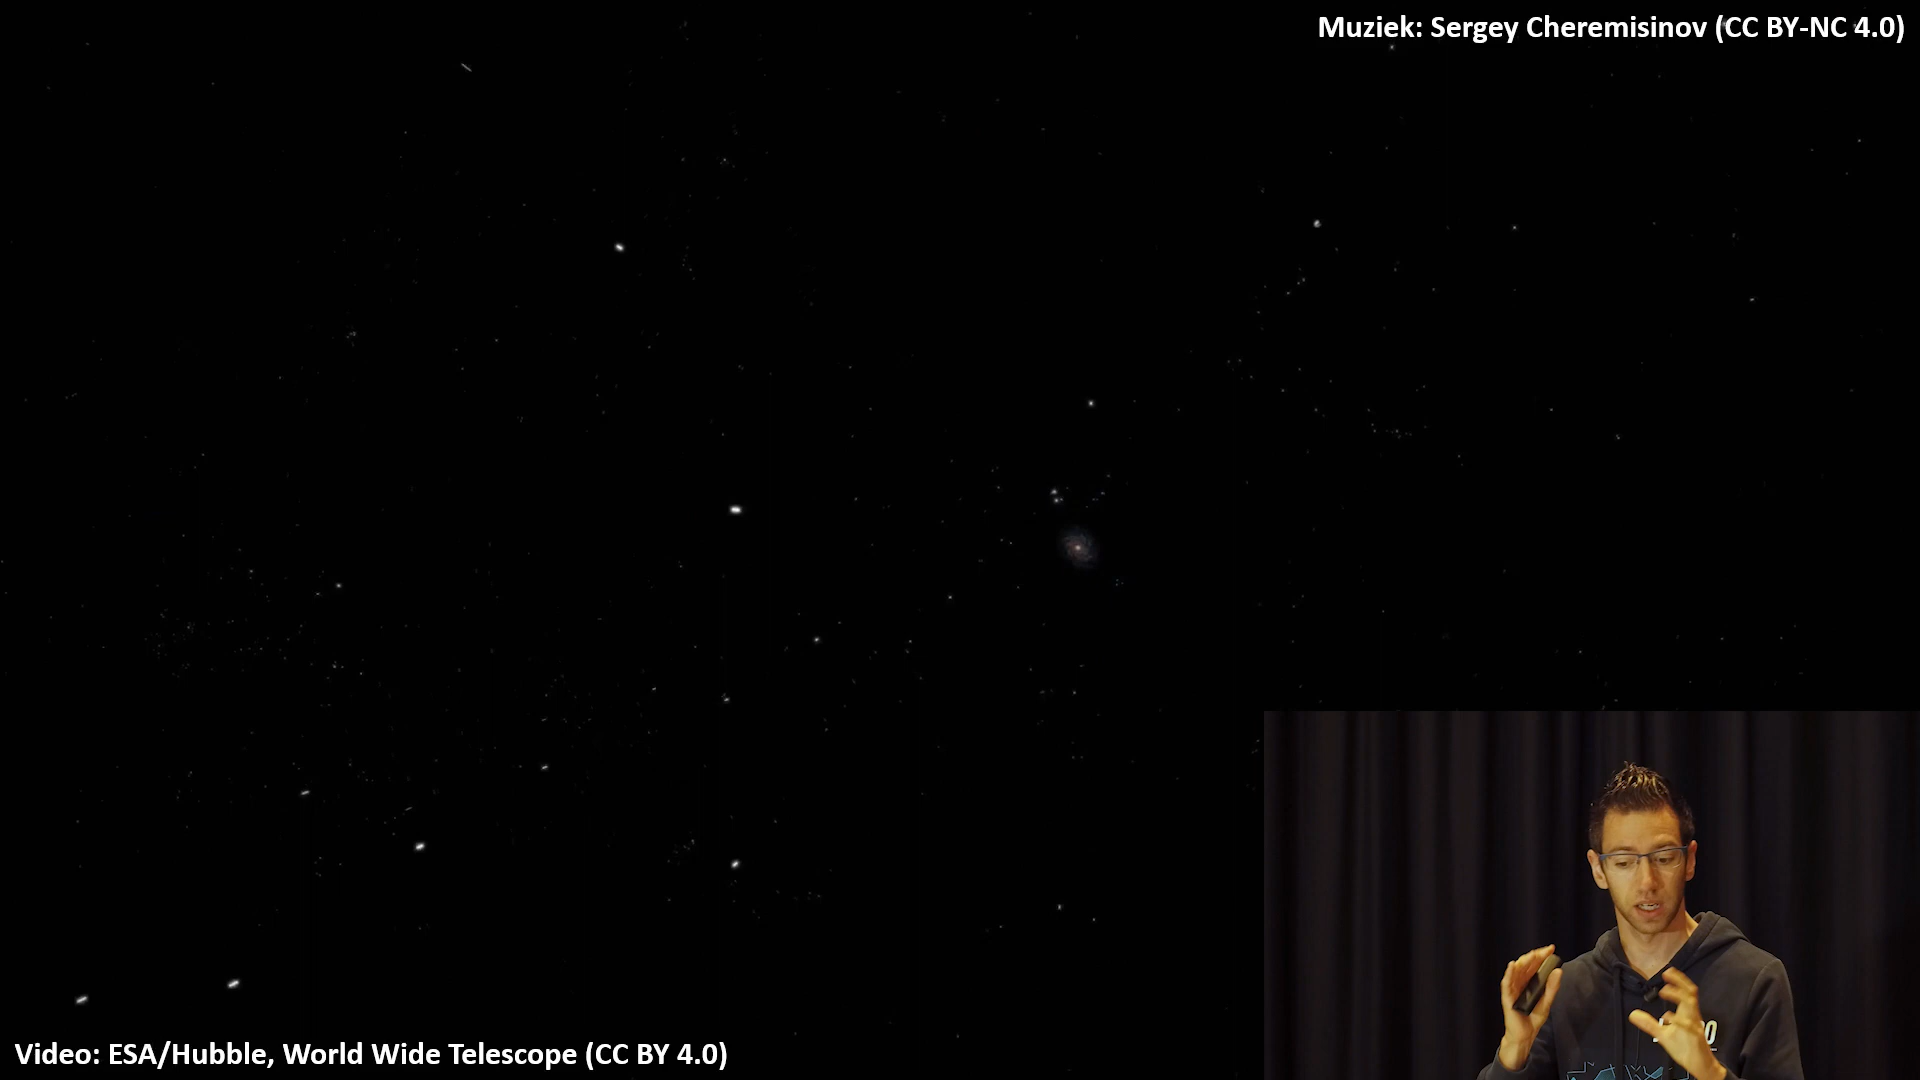 Muziek: Sergey Cheremisinov (CC BY-NC 4.0)
Video: ESA/Hubble, World Wide Telescope (CC BY 4.0)